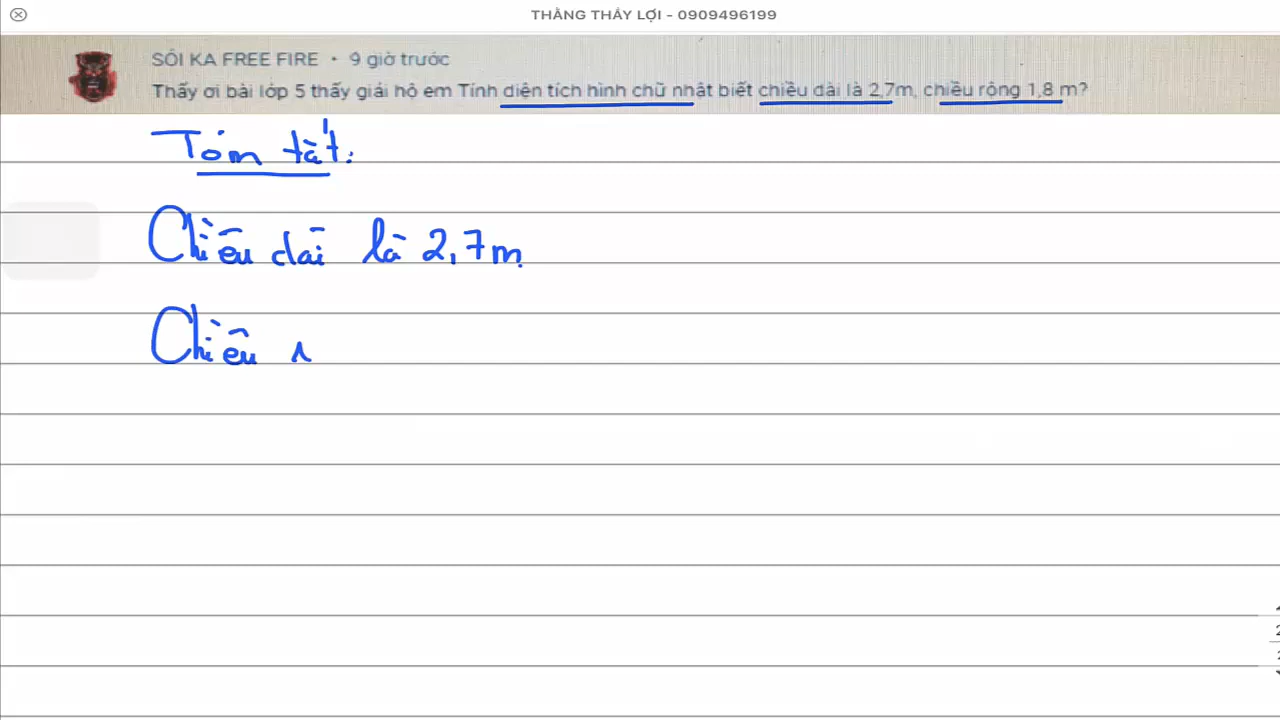 THẦNG THẦY LỢI - 0909496199
SÓI KA FREE FIRE • 9 giờ trước
Thầy ơi bài lớp 5 thầy giải hộ em Tính diện tích hình chữ nhật biết chiều dài là 2,7m, chiều rộng 1,8 m?
Tóm tắt:
Chiều dài là 2,7m
Chiều